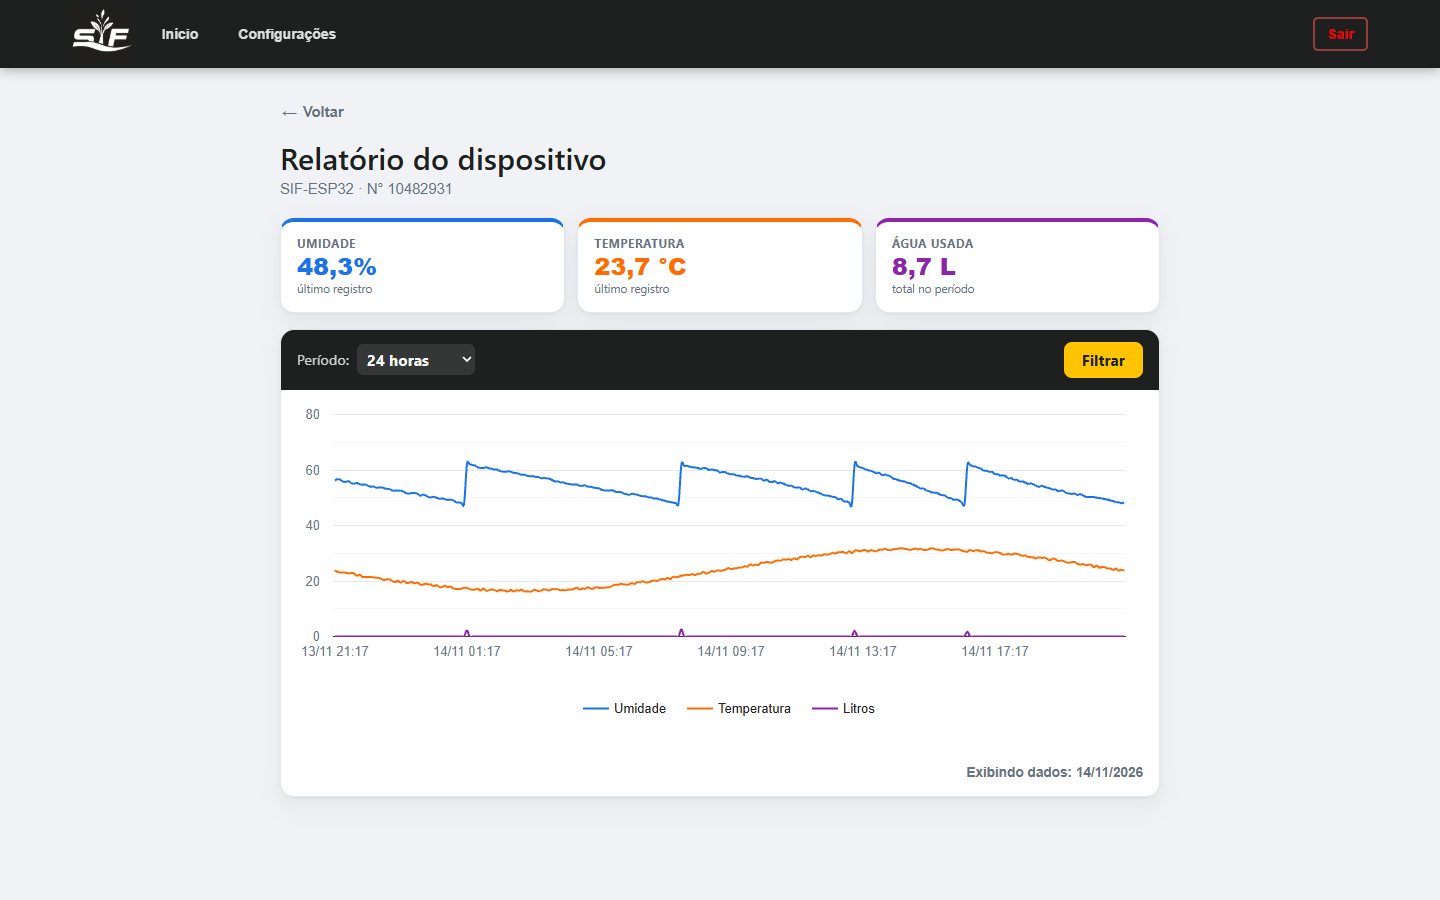 SIF Início Configurações Sair
← Voltar
Relatório do dispositivo
SIF-ESP32 · N° 10482931
UMIDADE
48,3%
último registro
TEMPERATURA
23,7 °C
último registro
ÁGUA USADA
8,7 L
total no período
Período: 24 horas Filtrar
80
60
40
20
0
13/11 21:17 14/11 01:17 14/11 05:17 14/11 09:17 14/11 13:17 14/11 17:17
Umidade Temperatura Litros
Exibindo dados: 14/11/2026